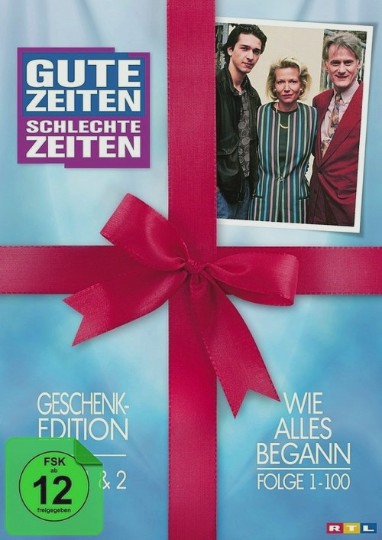 GUTE
ZEITEN
SCHLECHTE
ZEITEN
GESCHENK-
EDITION
& 2
WIE
ALLES
BEGANN
FOLGE 1-100
FSK
ab
12
freigegeben
RTL